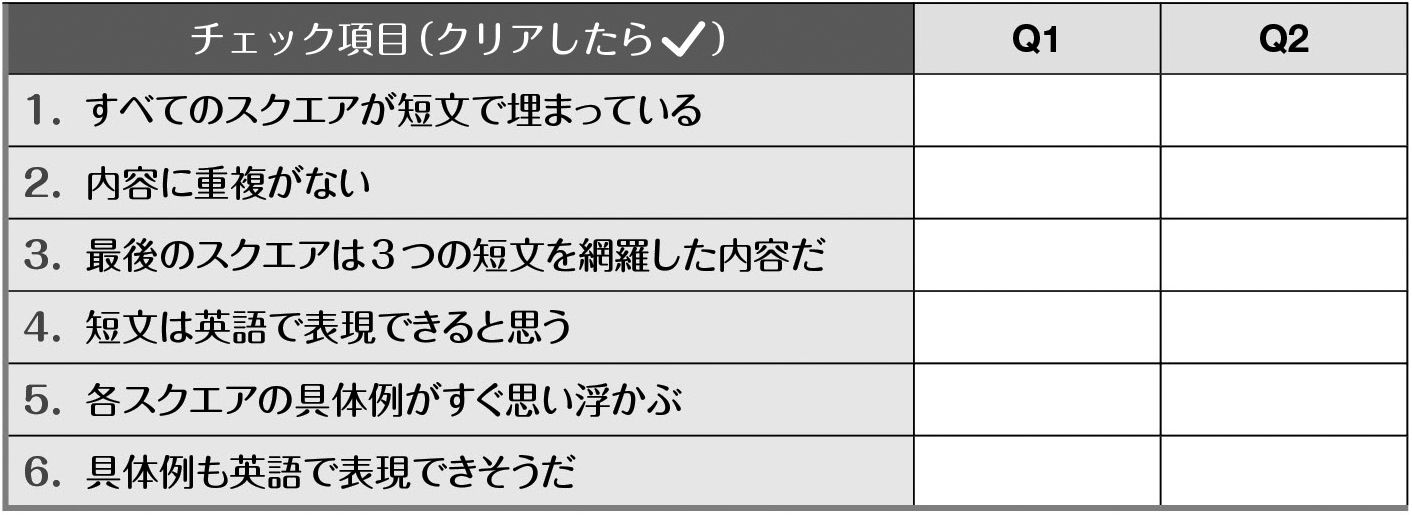 チェック項目(クリアしたら✓) Q1 Q2
1. すべてのスクエアが短文で埋まっている
2. 内容に重複がない
3. 最後のスクエアは3つの短文を網羅した内容だ
4. 短文は英語で表現できると思う
5. 各スクエアの具体例がすぐ思い浮かぶ
6. 具体例も英語で表現できそうだ